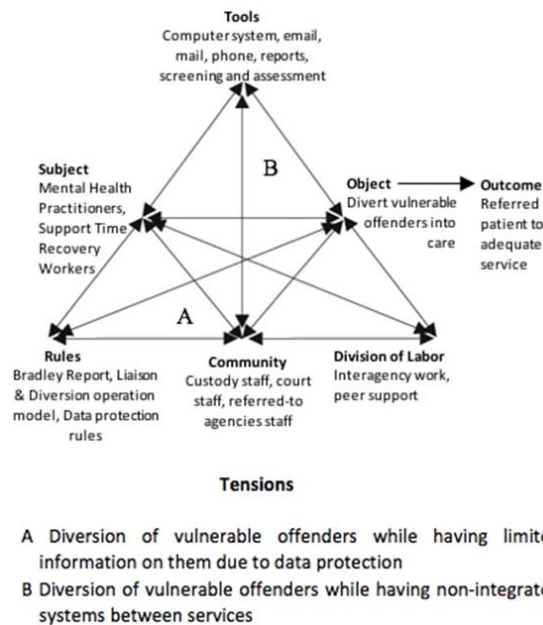 Tools
Computer system, email,
mail, phone, reports,
screening and assessment
B
Subject
Mental Health
Practitioners,
Support Time
Recovery
Workers
Object
Divert vulnerable
offenders into
care
Outcome
Referred
patient to
adequate
service
A
Rules
Bradley Report, Liaison
& Diversion operation
model, Data protection
rules
Community
Custody staff, court
staff, referred-to
agencies staff
Division of Labor
Interagency work,
peer support
Tensions
A Diversion of vulnerable offenders while having limite
information on them due to data protection
B Diversion of vulnerable offenders while having non-integrate
systems between services